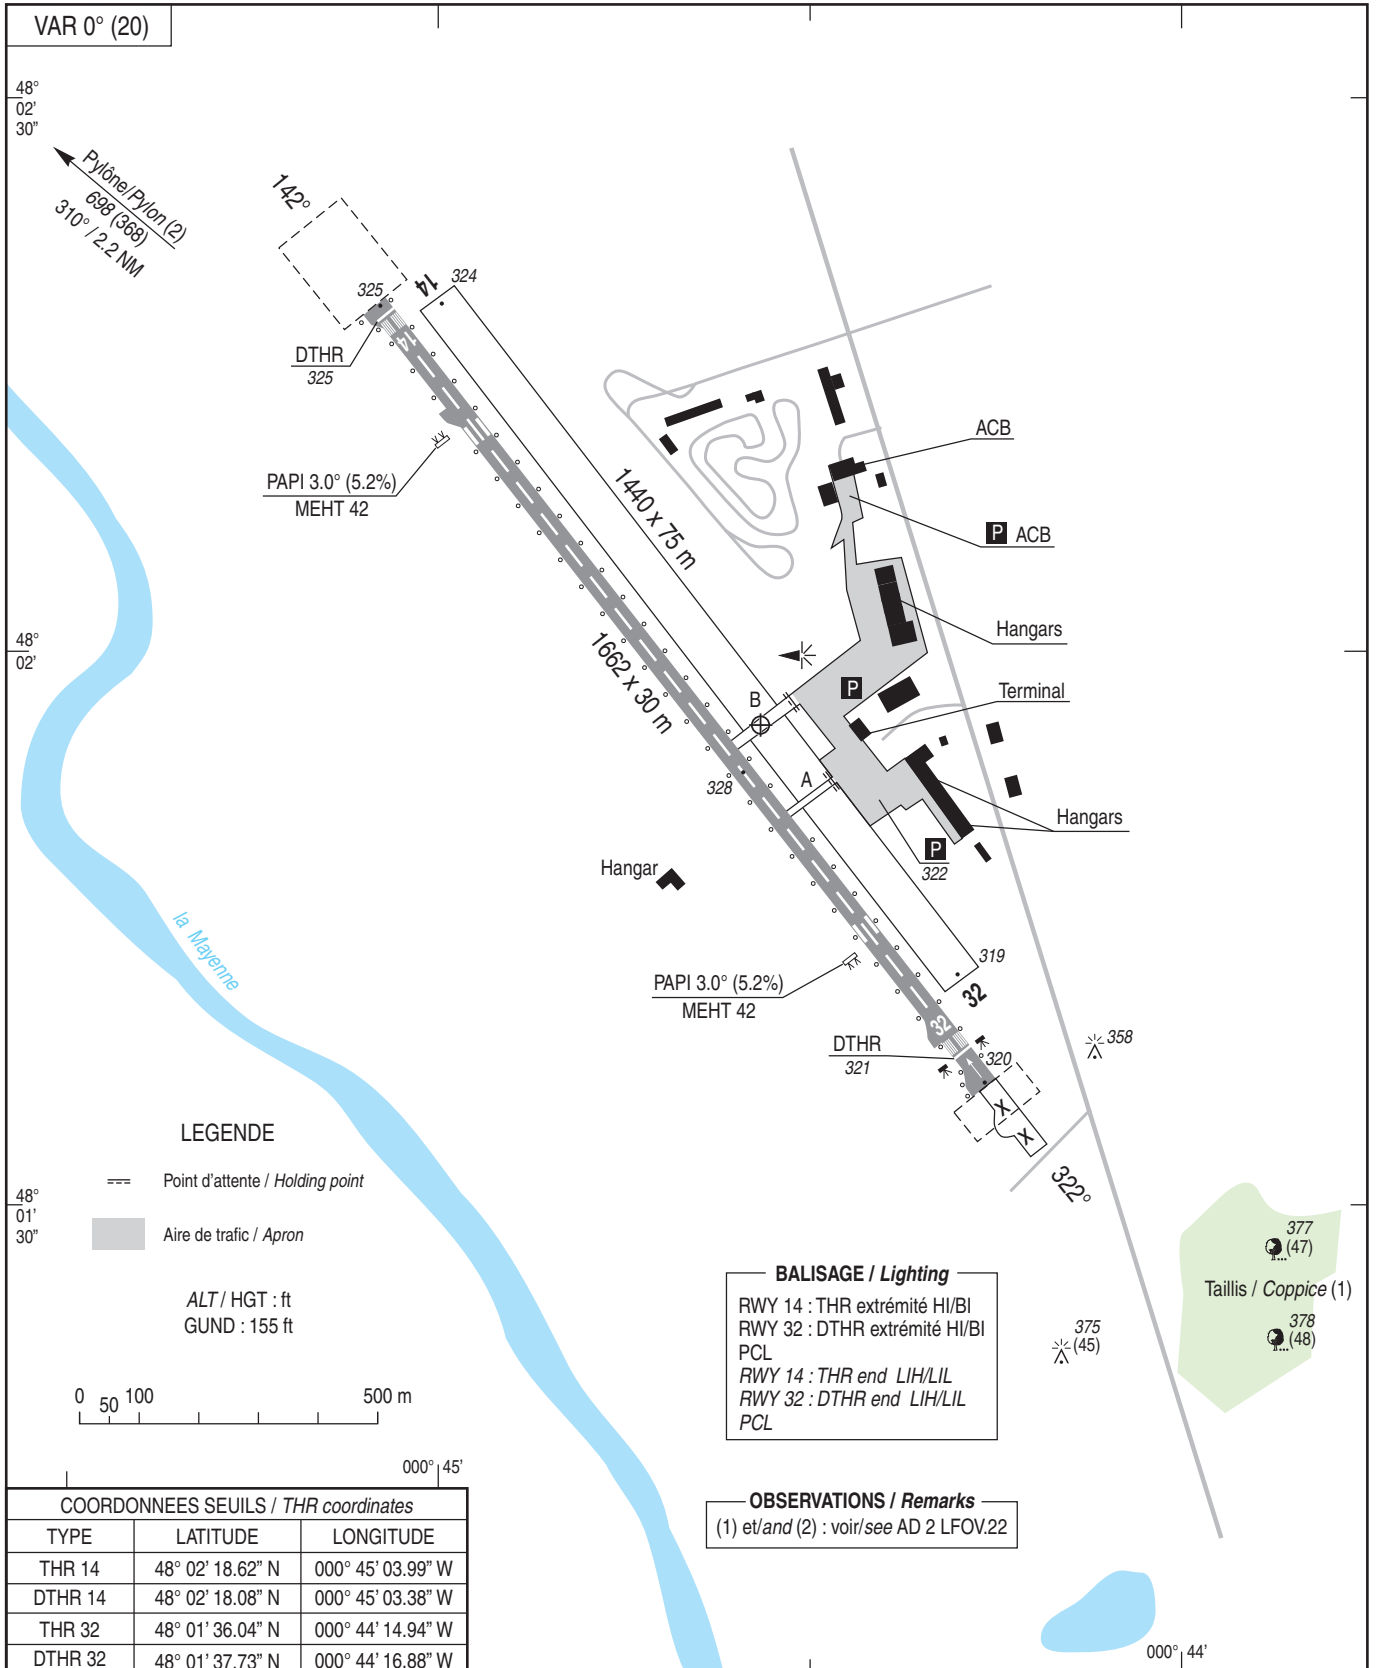 VAR 0° (20)
48°
02’
30”
Pylône/Pylon (2)
698 (368)
310° / 2.2 NM
142°
325
14
324
DTHR
325
14
PAPI 3.0° (5.2%)
MEHT 42
1440 x 75 m
ACB
P ACB
Hangars
48°
02’
1662 x 30 m
P
Terminal
B
A
328
Hangars
P
322
Hangar
la Mayenne
319
PAPI 3.0° (5.2%)
MEHT 42
32
32
DTHR
321
320
358
X
X
322°
LEGENDE
Point d’attente / Holding point
Aire de trafic / Apron
48°
01’
30”
377
(47)
Taillis / Coppice (1)
378
(48)
375
(45)
ALT / HGT : ft
GUND : 155 ft
BALISAGE / Lighting
RWY 14 : THR extrémité HI/BI
RWY 32 : DTHR extrémité HI/BI
PCL
RWY 14 : THR end LIH/LIL
RWY 32 : DTHR end LIH/LIL
PCL
0 50 100 500 m
000° 45’
OBSERVATIONS / Remarks
(1) et/and (2) : voir/see AD 2 LFOV.22
COORDONNEES SEUILS / THR coordinates
TYPE LATITUDE LONGITUDE
THR 14 48° 02’ 18.62” N 000° 45’ 03.99” W
DTHR 14 48° 02’ 18.08” N 000° 45’ 03.38” W
THR 32 48° 01’ 36.04” N 000° 44’ 14.94” W
DTHR 32 48° 01’ 37.73” N 000° 44’ 16.88” W
000° 44’